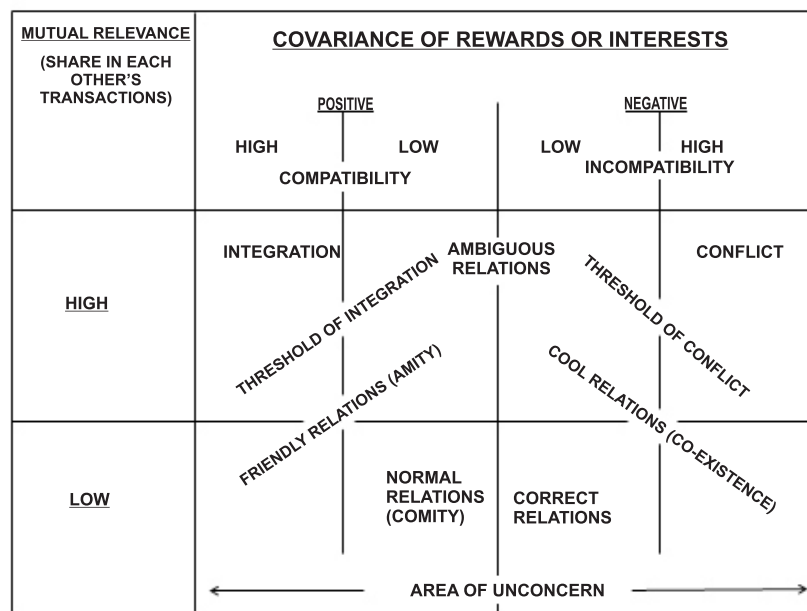 MUTUAL RELEVANCE
(SHARE IN EACH
OTHER'S
TRANSACTIONS)
COVARIANCE OF REWARDS OR INTERESTS
POSITIVE
NEGATIVE
HIGH
LOW
LOW
HIGH
COMPATIBILITY
INCOMPATIBILITY
HIGH
INTEGRATION
THRESHOLD OF INTEGRATION
AMBIGUOUS
RELATIONS
THRESHOLD OF CONFLICT
CONFLICT
FRIENDLY RELATIONS (AMITY)
COOL RELATIONS (CO-EXISTENCE)
LOW
NORMAL
RELATIONS
(COMITY)
CORRECT
RELATIONS
AREA OF UNCONCERN